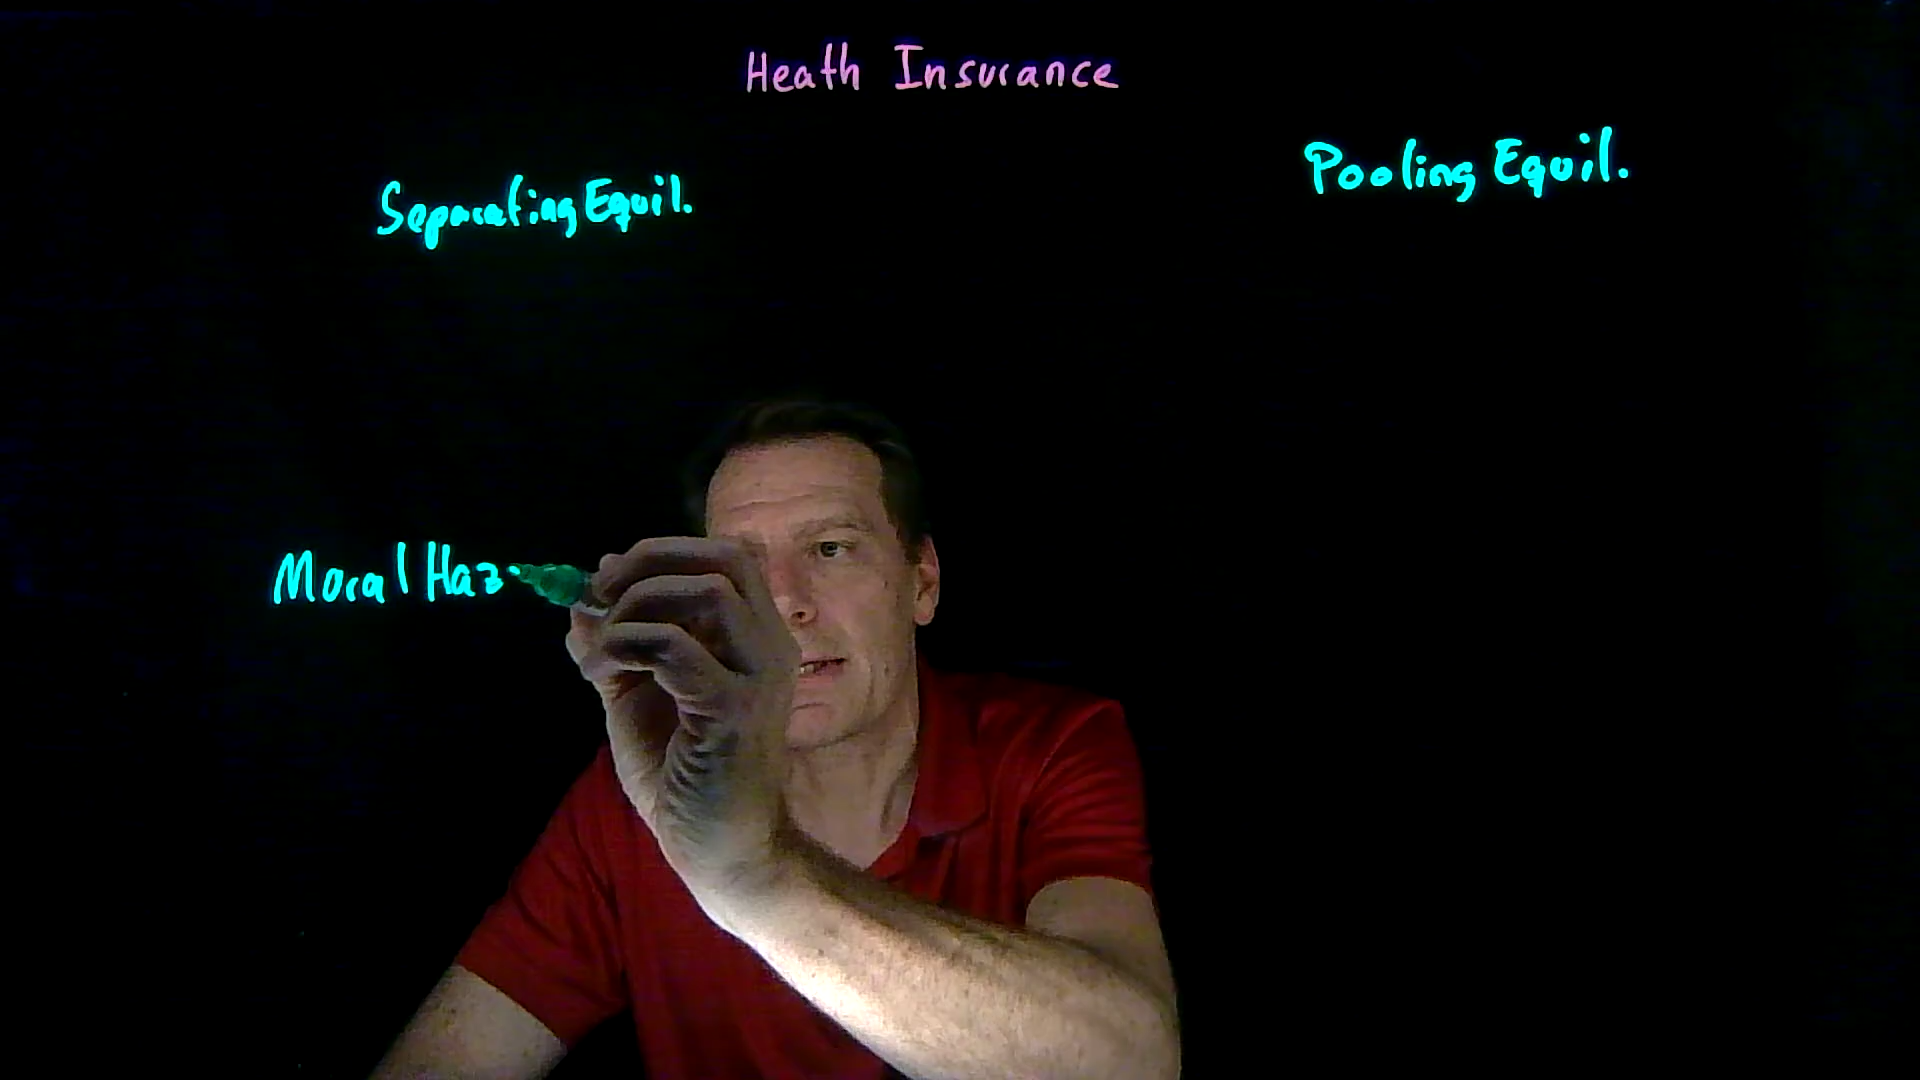 Heath Insurance
Separating Equil.
Pooling Equil.
Moral Haz